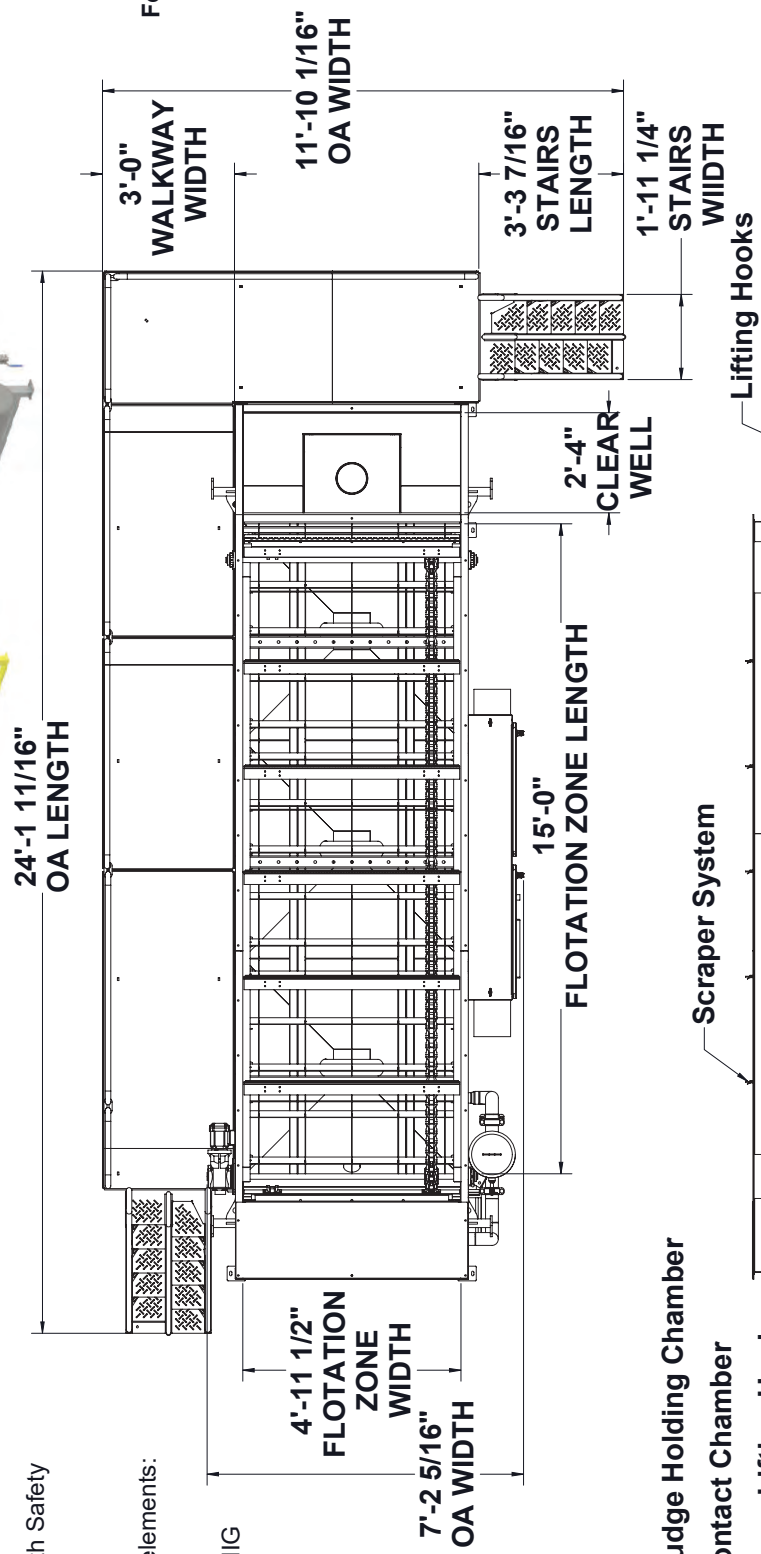 th Safety
elements:
24'-1 11/16"
OA LENGTH
3'-0"
WALKWAY
WIDTH
11'-10 1/16"
OA WIDTH
3'-3 7/16"
STAIRS
LENGTH
1'-11 1/4"
STAIRS
WIIDTH
2'-4"
CLEAR
WELL
15'-0"
FLOTATION ZONE LENGTH
4'-11 1/2"
FLOTATION
ZONE
WIDTH
7'-2 5/16"
OA WIDTH
Lifting Hooks
Scraper System
udge Holding Chamber
ontact Chamber